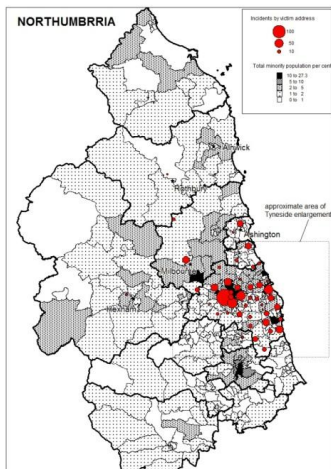 NORTHUMBRRIA
Incidents by victim address
100
50
10
Total minority population per cent
10 to 27.3
5 to 10
2 to 5
1 to 2
0 to 1
Alnwick
Rothbury
approximate area of
Tyneside enlargement
Ashington
Milbourne
Hexham